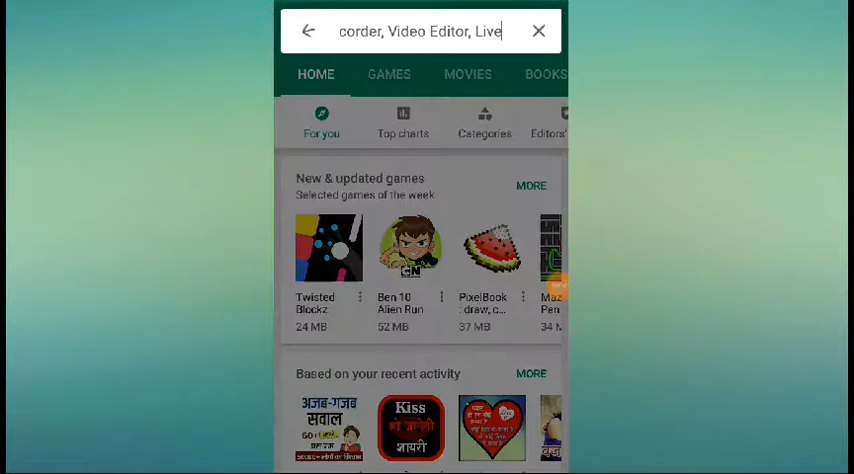 corder, Video Editor, Live
HOME GAMES MOVIES BOOKS
For you Top charts Categories Editors'
New & updated games
Selected games of the week
MORE
CN
Twisted Blockz
24 MB
Ben 10 Alien Run
52 MB
PixelBook : draw, c...
37 MB
Maz Pen
34 M
Based on your recent activity
MORE
अजब-गजब
सवाल
60+
Kiss
हो जायेगी
शायरी